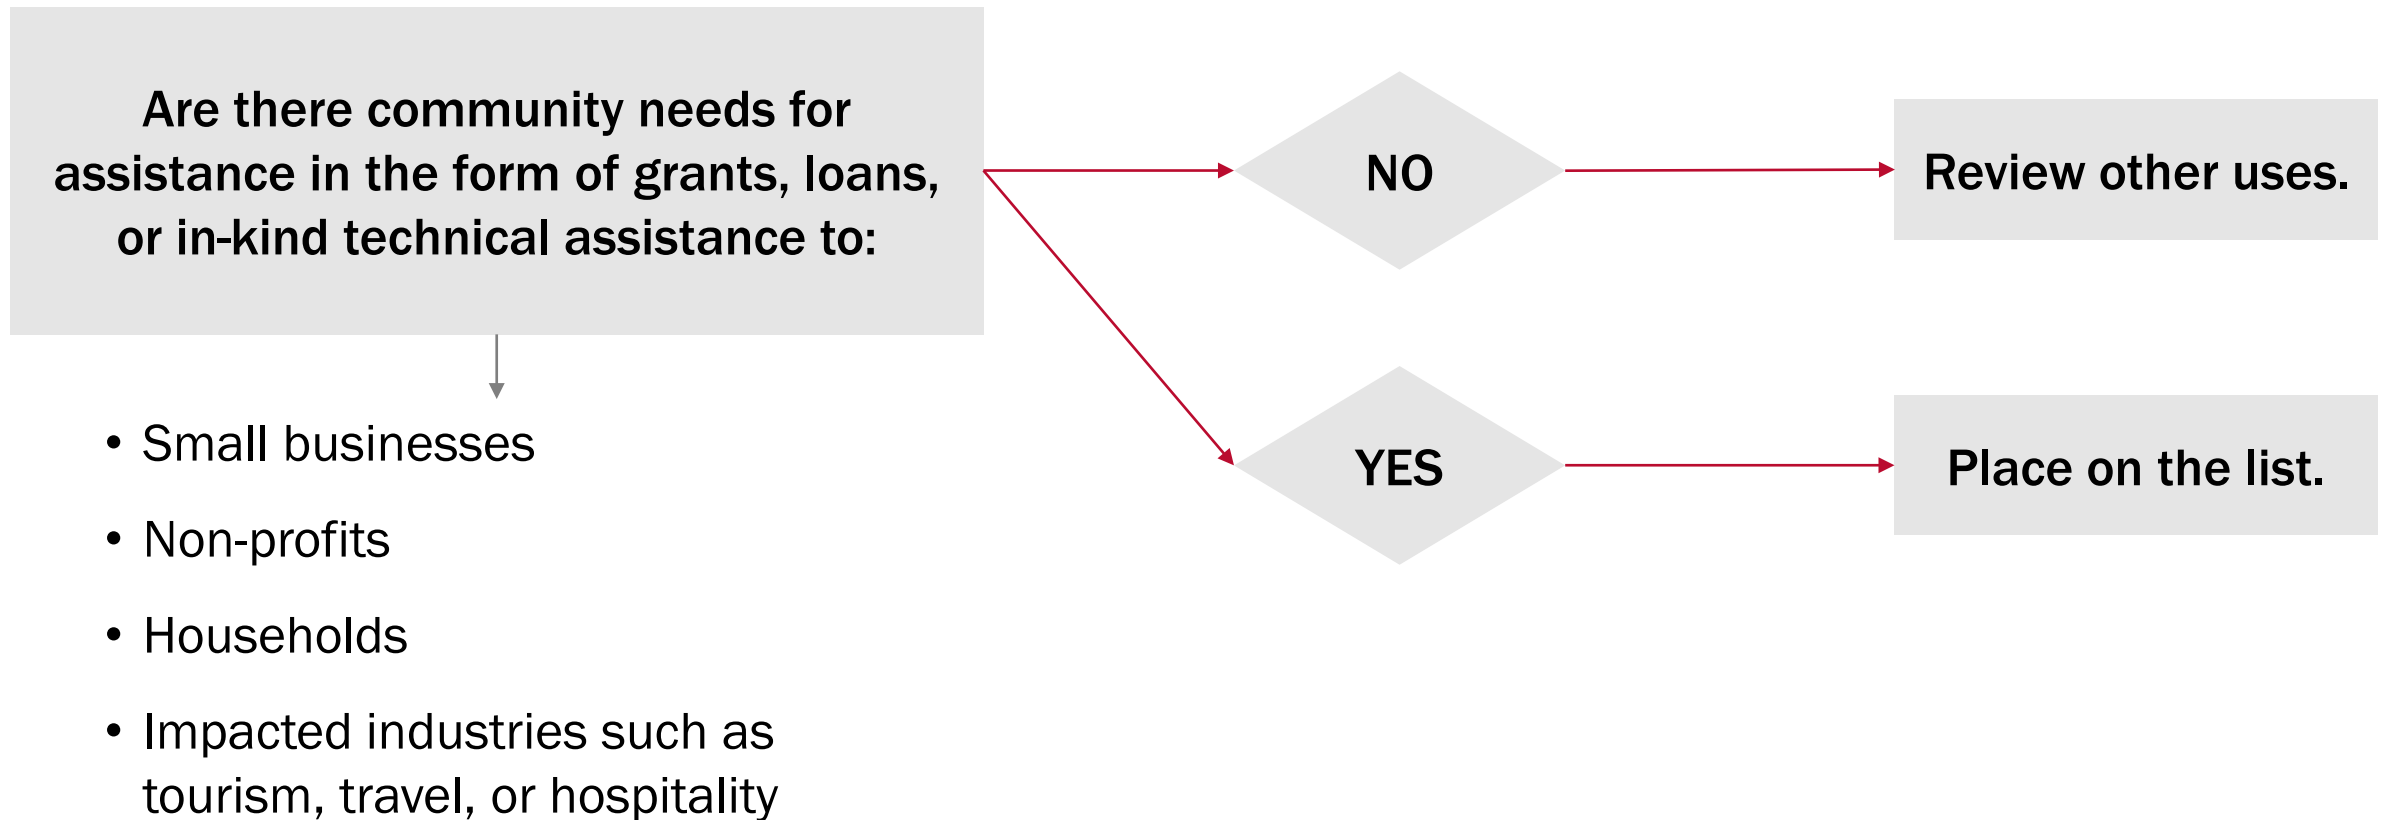 Are there community needs for
assistance in the form of grants, loans,
or in-kind technical assistance to:
• Small businesses
• Non-profits
• Households
• Impacted industries such as
tourism, travel, or hospitality
NO
Review other uses.
YES
Place on the list.